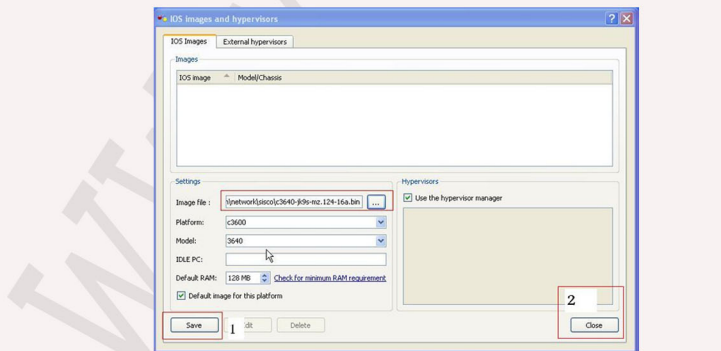 IOS images and hypervisors
IOS Images
External hypervisors
Images
IOS image
Model/Chassis
Settings
Hypervisors
Image file :
\network\sisco\c3640-jk9s-mz.124-16a.bin
...
Use the hypervisor manager
Platform:
c3600
Model:
3640
IDLE PC:
Default RAM:
128 MB
Check for minimum RAM requirement
Default image for this platform
2
Save
1
Delete
Close